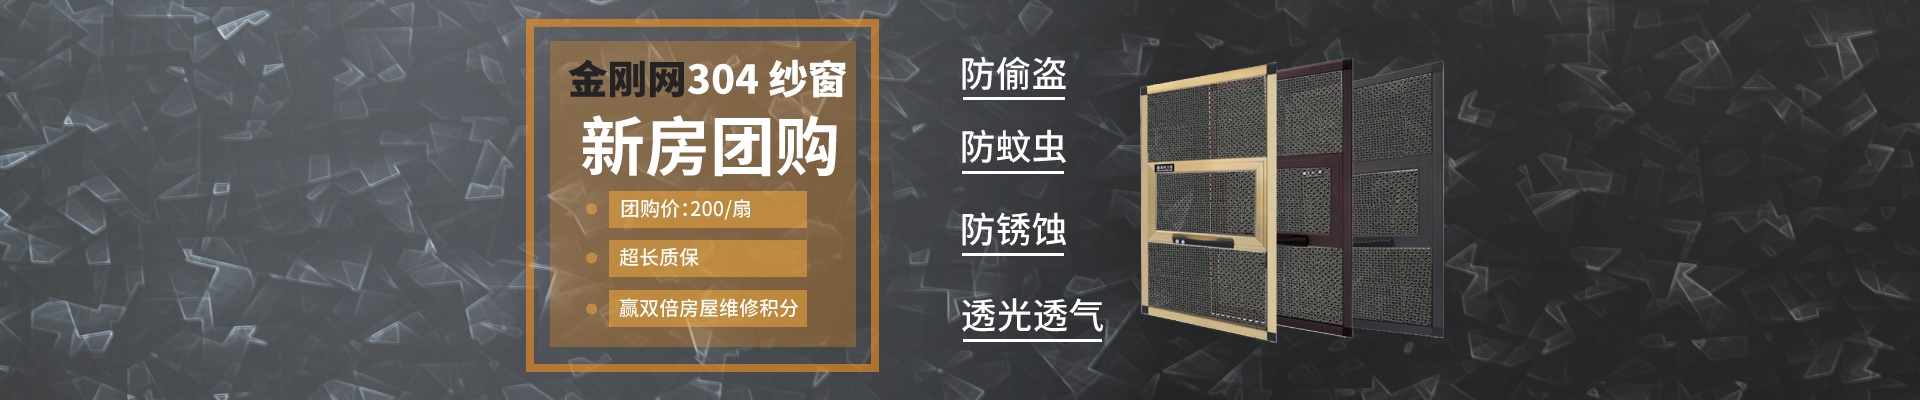 金刚网304 纱窗
新房团购
团购价:200/扇
超长质保
赢双倍房屋维修积分
防偷盗
防蚊虫
防锈蚀
透光透气